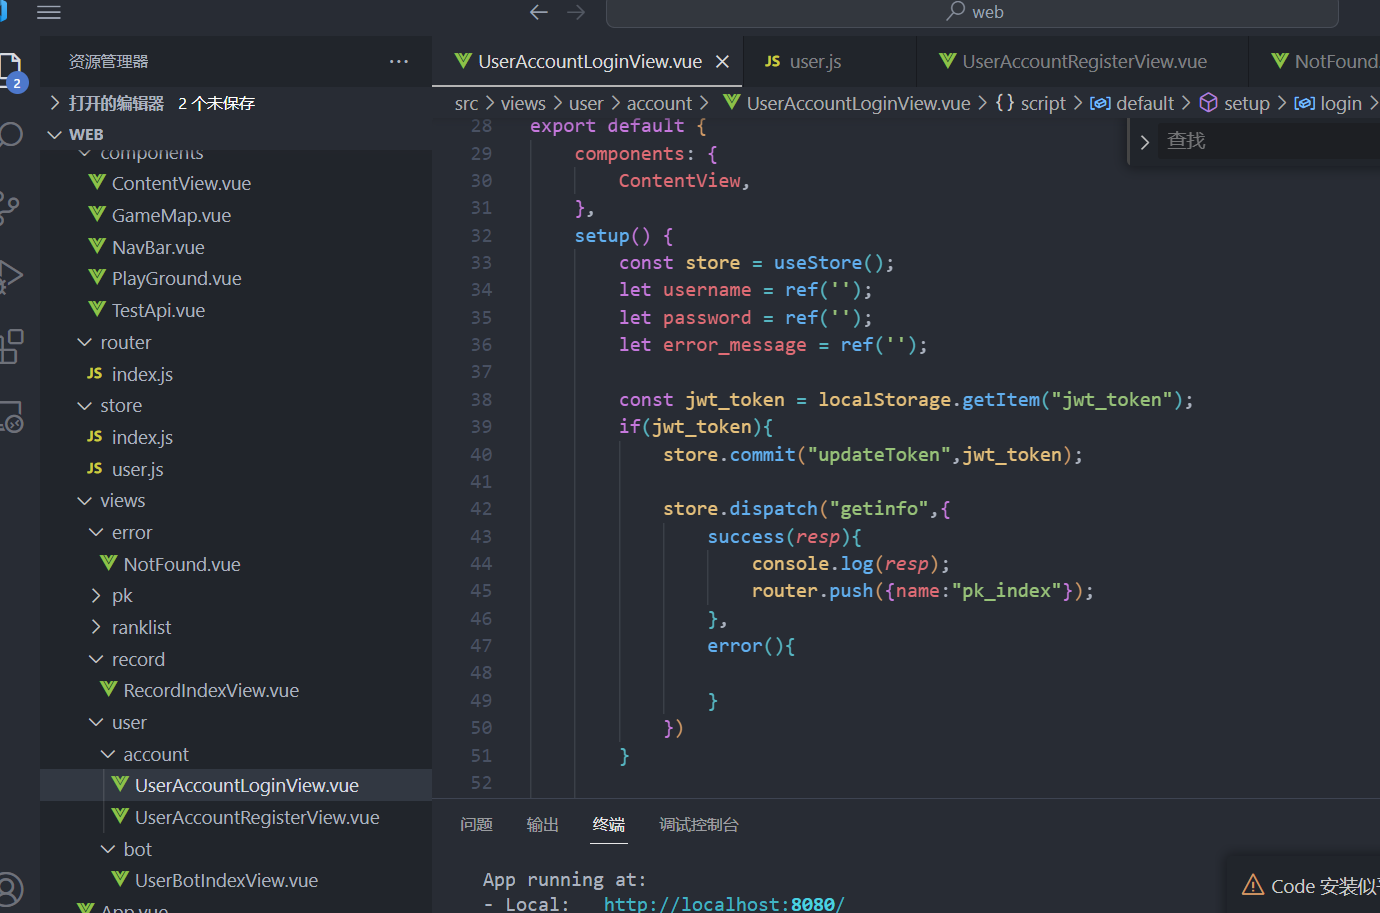 web
资源管理器 ···
2
UserAccountLoginView.vue
JS user.js
UserAccountRegisterView.vue
NotFound.
打开的编辑器 2 个未保存
src > views > user > account > UserAccountLoginView.vue > {} script > default > setup > login >
WEB
components
ContentView.vue
GameMap.vue
NavBar.vue
PlayGround.vue
TestApi.vue
router
JS index.js
store
JS index.js
JS user.js
views
error
NotFound.vue
pk
ranklist
record
RecordIndexView.vue
user
account
UserAccountLoginView.vue
UserAccountRegisterView.vue
bot
UserBotIndexView.vue
App.vue
查找
28 export default {
29 components: {
30 ContentView,
31 },
32 setup() {
33 const store = useStore();
34 let username = ref('');
35 let password = ref('');
36 let error_message = ref('');
37
38 const jwt_token = localStorage.getItem("jwt_token");
39 if(jwt_token){
40 store.commit("updateToken",jwt_token);
41
42 store.dispatch("getinfo",{
43 success(resp){
44 console.log(resp);
45 router.push({name:"pk_index"});
46 },
47 error(){
48
49 }
50 })
51 }
52
问题 输出 终端 调试控制台
App running at:
- Local: http://localhost:8080/
Code 安装似